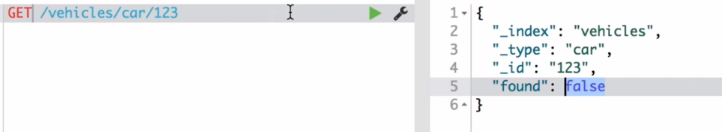 GET /vehicles/car/123
1 {
2 "_index": "vehicles",
3 "_type": "car",
4 "_id": "123",
5 "found": false
6 }